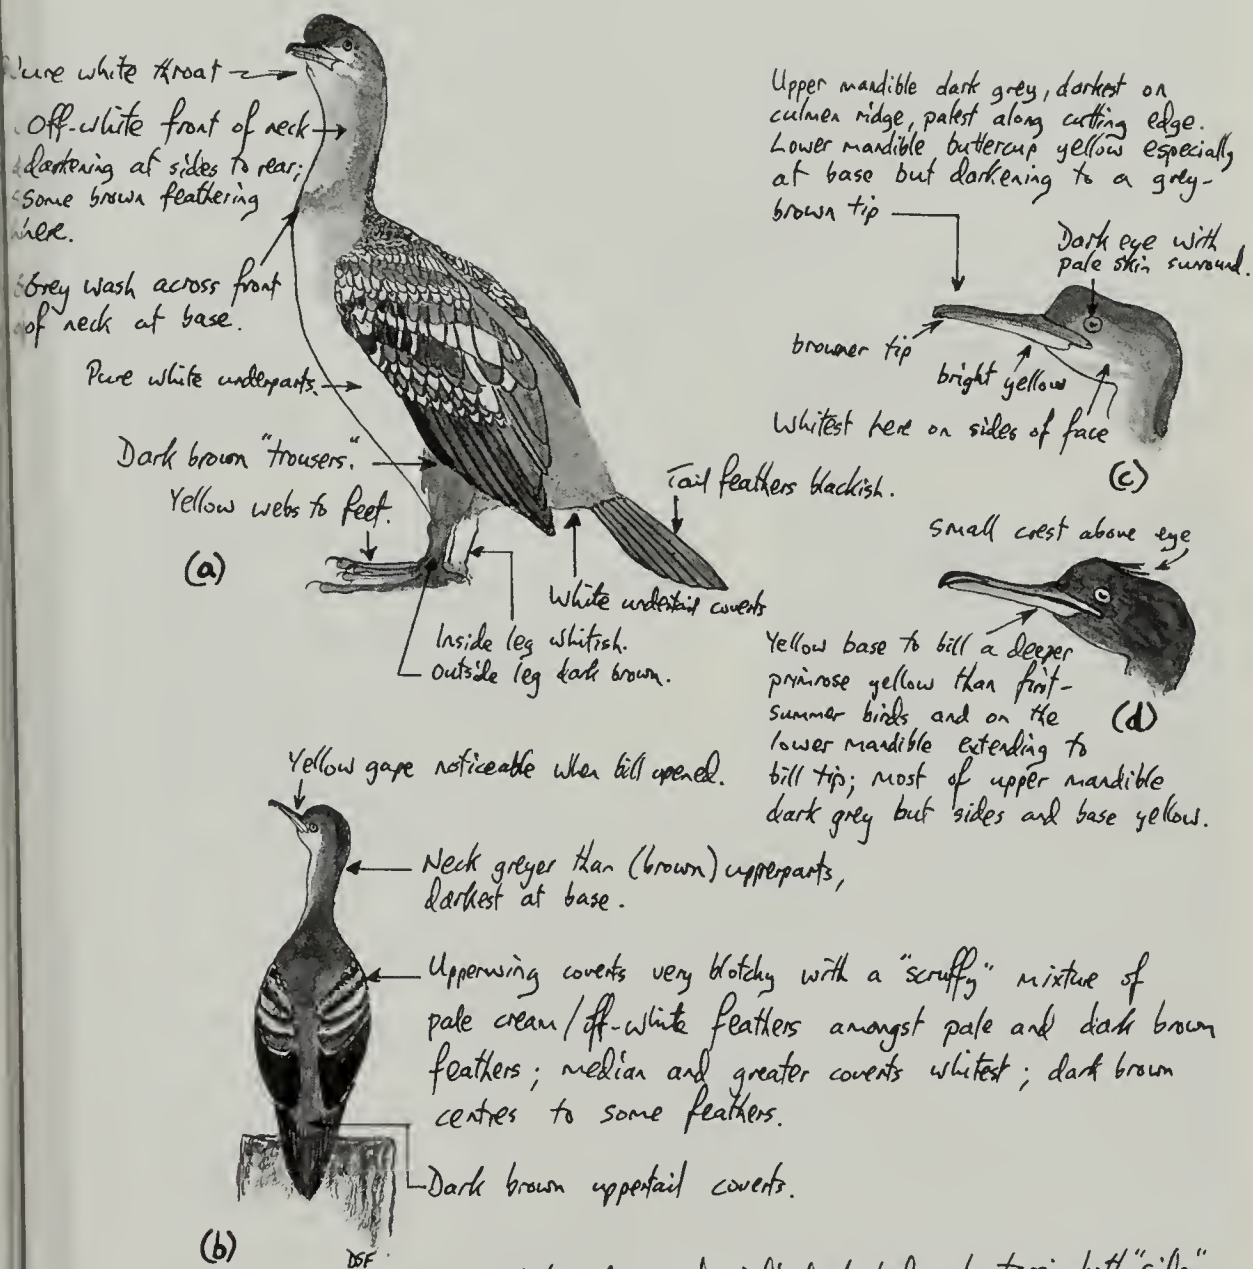 Pure white throat
Off-white front of neck
darkening at sides to rear;
some brown feathering
here.
Grey wash across front
of neck at base.
Pure white underparts.
Dark brown "trousers."
Yellow webs to feet.
(a)
Tail feathers blackish.
White undertail coverts
Inside leg whitish.
Outside leg dark brown.
Upper mandible dark grey, darkest on
culmen ridge, palest along cutting edge.
Lower mandible buttercup yellow especially
at base but darkening to a grey-
brown tip
Dark eye with
pale skin surround.
browner tip
bright yellow
Whitest here on sides of face
(c)
Small crest above eye
Yellow base to bill a deeper
primrose yellow than first-
summer birds and on the
lower mandible extending to
bill tip; most of upper mandible
dark grey but sides and base yellow.
(d)
Yellow gape noticeable when bill opened.
Neck greyer than (brown) upperparts,
darkest at base.
Upperwing coverts very blotchy with a "scruffy" mixture of
pale cream/off-white feathers amongst pale and dark brown
feathers; median and greater coverts whitest; dark brown
centres to some feathers.
Dark brown uppertail coverts.
(b)
DSF